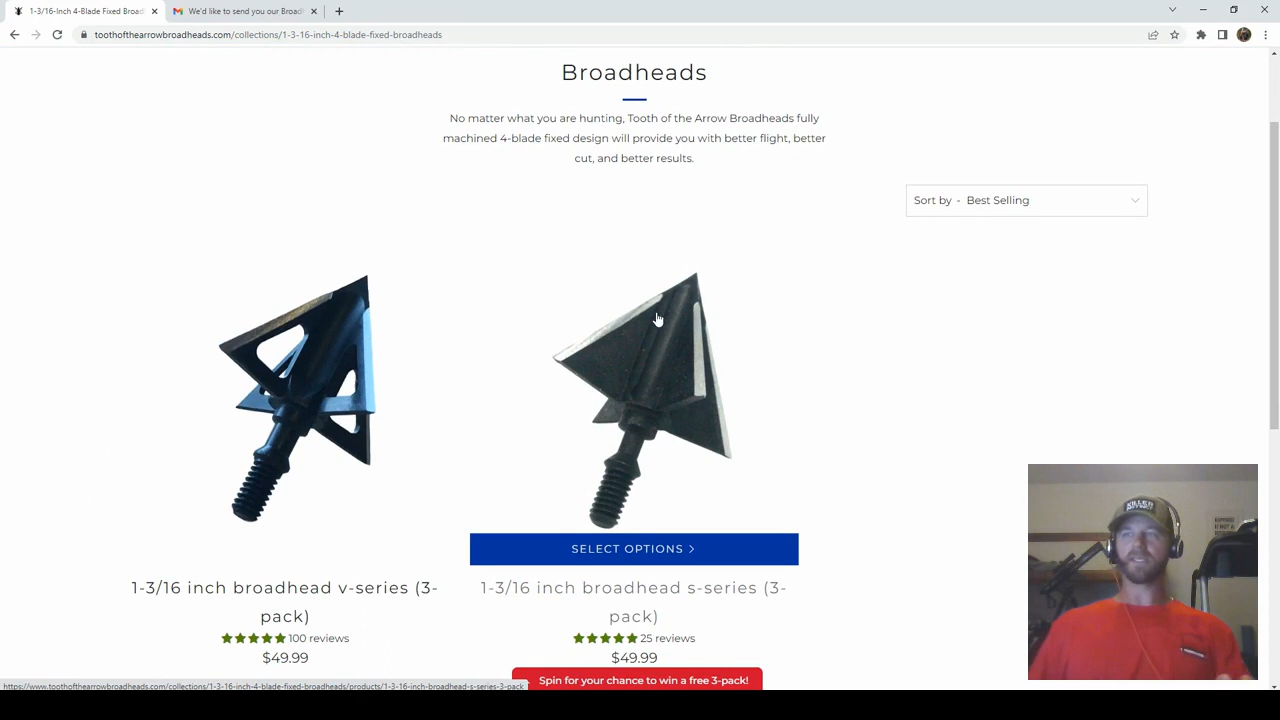 1-3/16-Inch 4-Blade Fixed Broad
We'd like to send you our Broad
toothofthearrowbroadheads.com/collections/1-3-16-inch-4-blade-fixed-broadheads
Broadheads
No matter what you are hunting, Tooth of the Arrow Broadheads fully
machined 4-blade fixed design will provide you with better flight, better
cut, and better results.
Sort by - Best Selling
SELECT OPTIONS >
1-3/16 inch broadhead v-series (3-
pack)
100 reviews
$49.99
1-3/16 inch broadhead s-series (3-
pack)
25 reviews
$49.99
Spin for your chance to win a free 3-pack!
https://www.toothofthearrowbroadheads.com/collections/1-3-16-inch-4-blade-fixed-broadheads/products/1-3-16-inch-broadhead-s-series-3-pack
KILLER